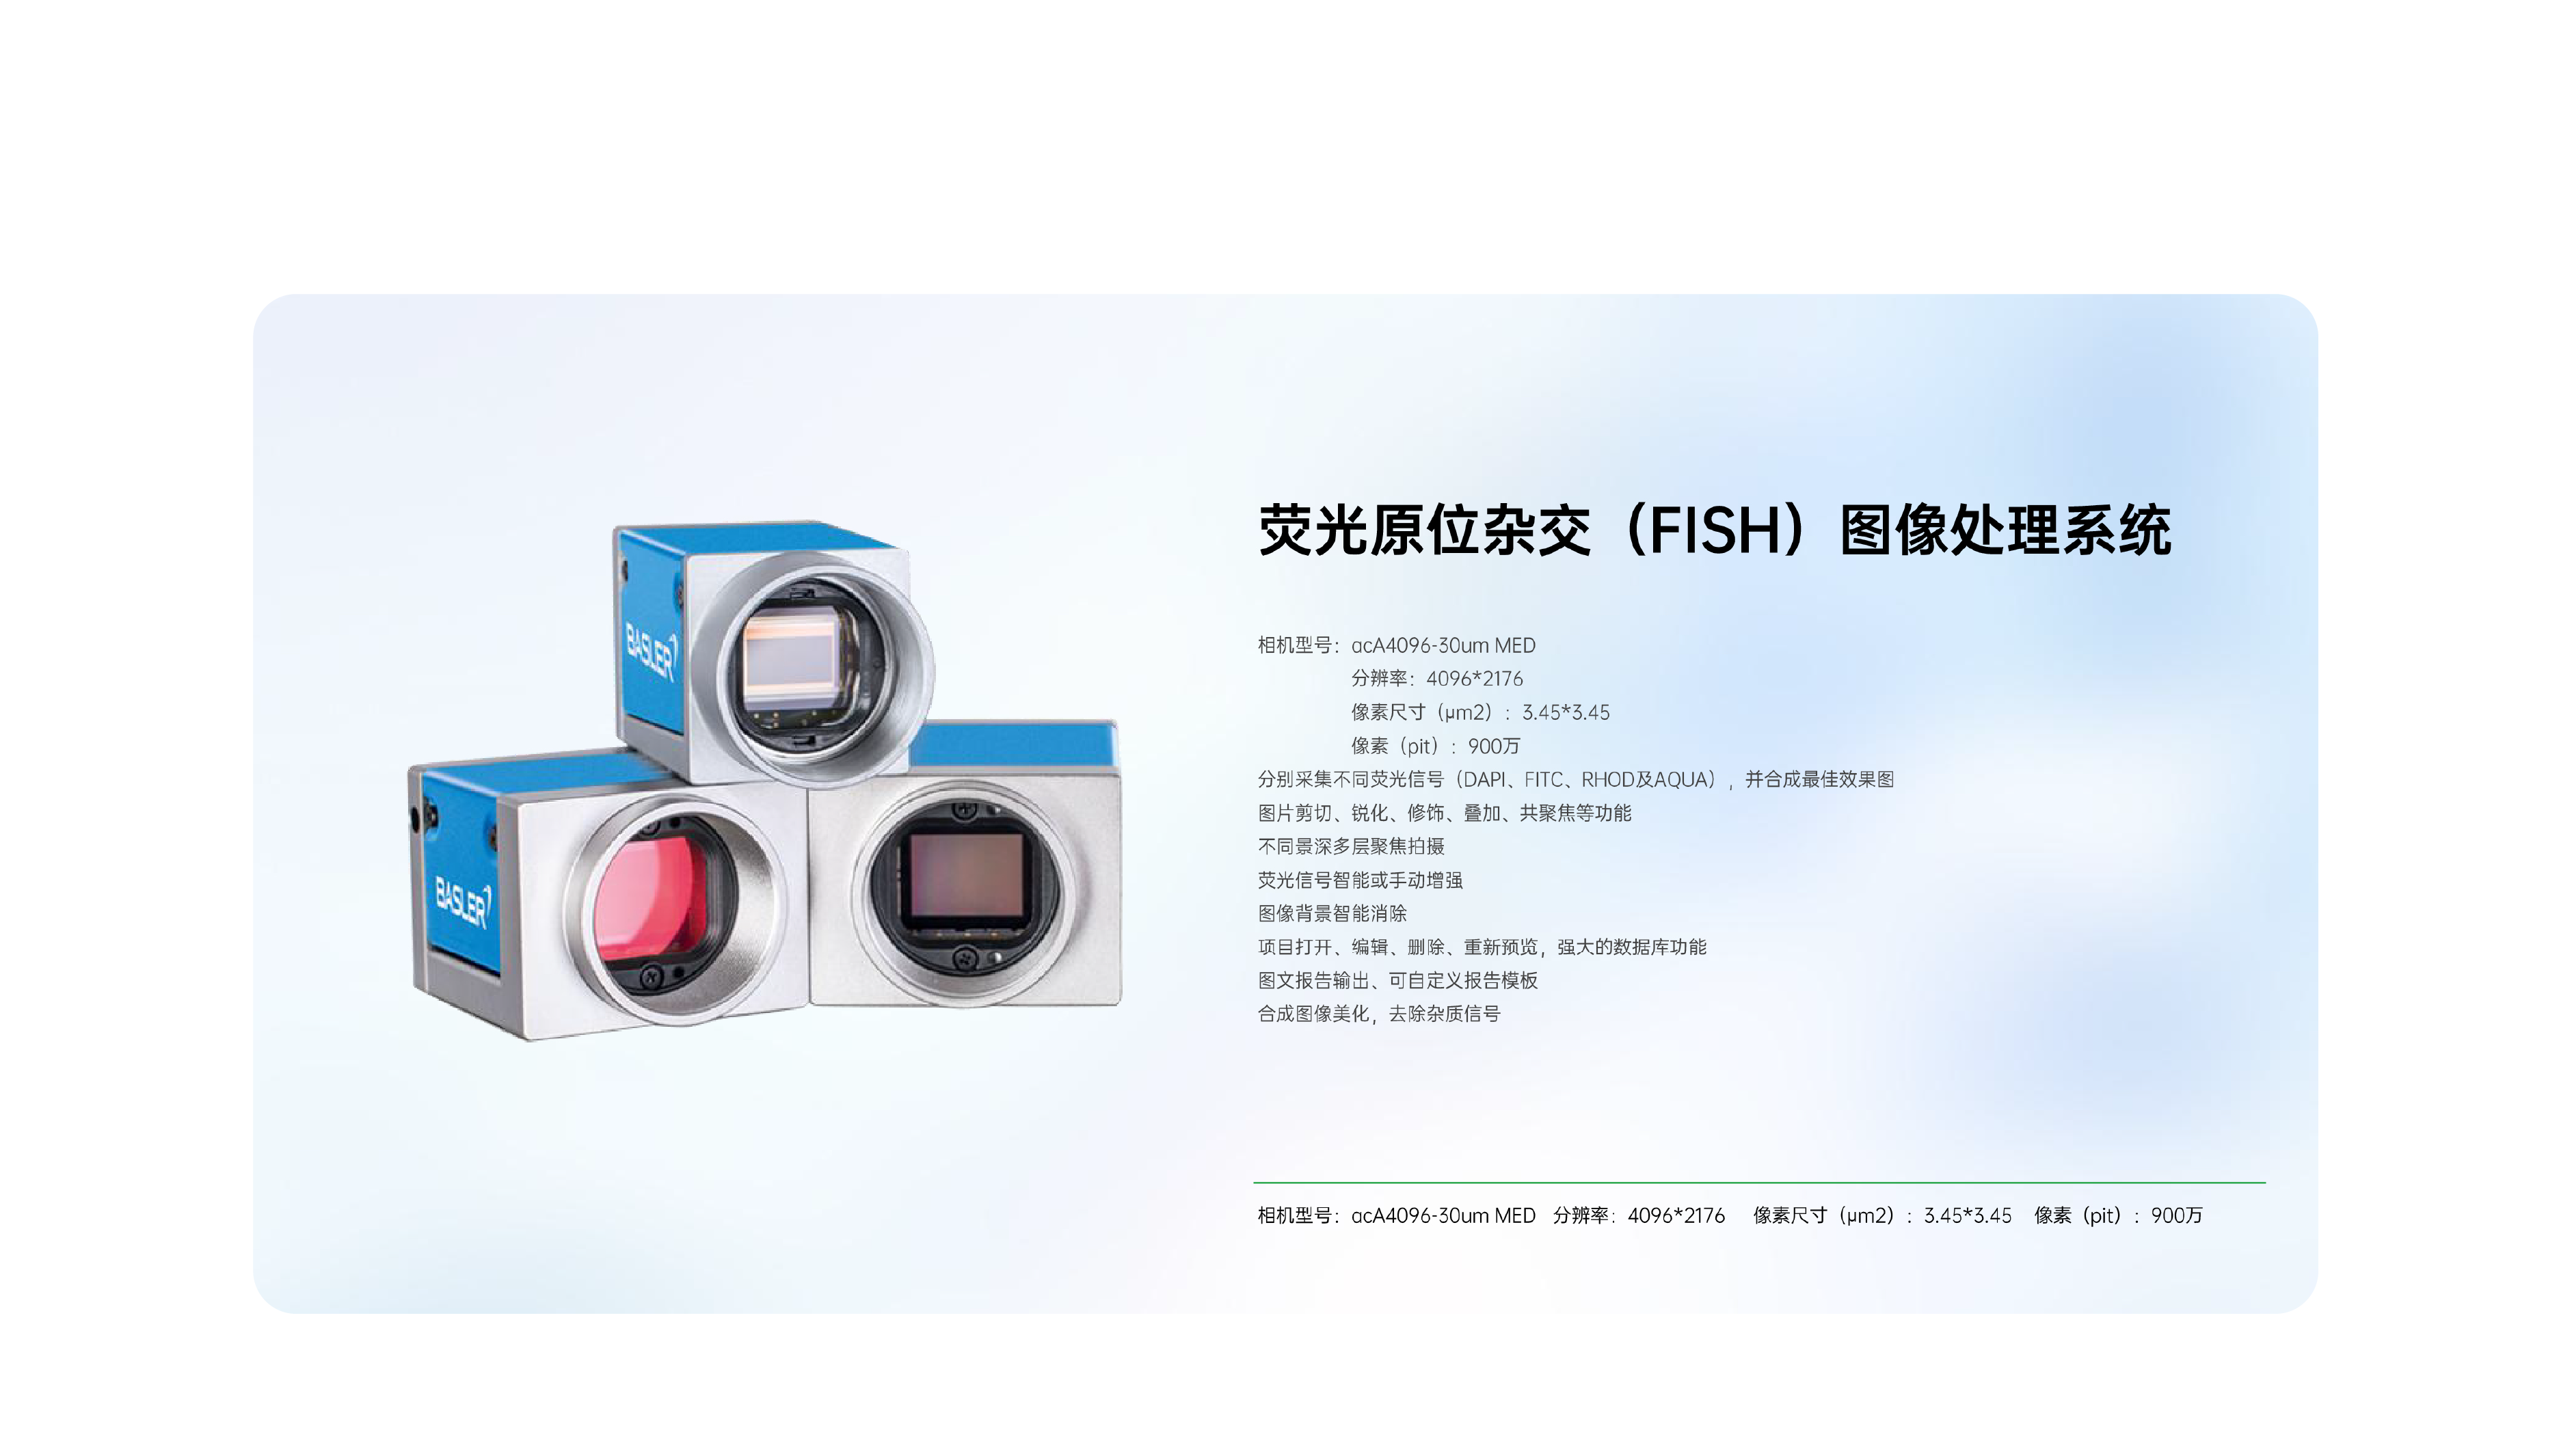 荧光原位杂交（FISH）图像处理系统
BASLER
BASLER
相机型号：acA4096-30um MED
分辨率：4096*2176
像素尺寸（μm2）：3.45*3.45
像素（pit）：900万
分别采集不同荧光信号（DAPI、FITC、RHOD及AQUA），并合成最佳效果图
图片剪切、锐化、修饰、叠加、共聚焦等功能
不同景深多层聚焦拍摄
荧光信号智能或手动增强
图像背景智能消除
项目打开、编辑、删除、重新预览，强大的数据库功能
图文报告输出、可自定义报告模板
合成图像美化，去除杂质信号
相机型号：acA4096-30um MED 分辨率：4096*2176 像素尺寸（μm2）：3.45*3.45 像素（pit）：900万